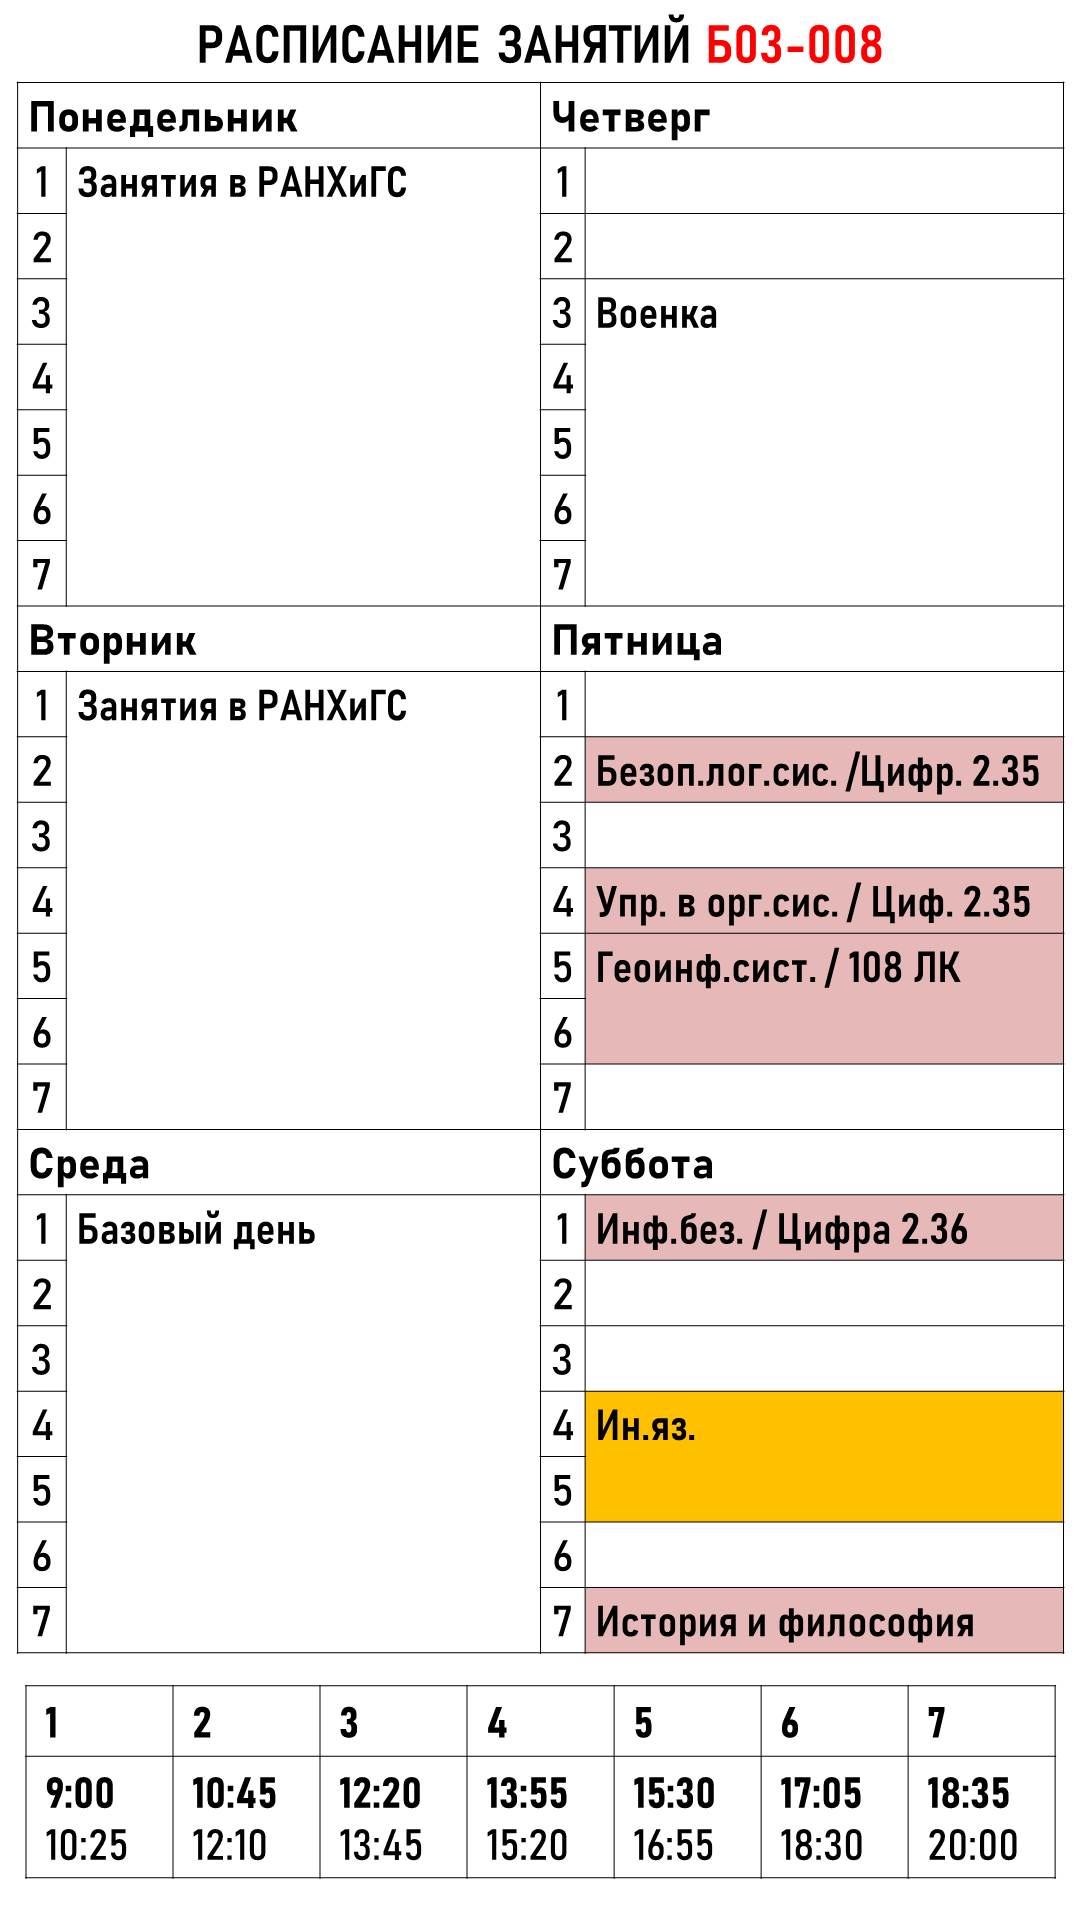 РАСПИСАНИЕ ЗАНЯТИЙ Б03-008
Понедельник
1 Занятия в РАНХиГС
2
3
4
5
6
7
Вторник
1 Занятия в РАНХиГС
2
3
4
5
6
7
Среда
1 Базовый день
2
3
4
5
6
7
Четверг
1
2
3 Военка
4
5
6
7
Пятница
1
2 Безоп.лог.сис. /Цифр. 2.35
3
4 Упр. в орг.сис. / Циф. 2.35
5 Геоинф.сист. / 108 ЛК
6
7
Суббота
1 Инф.без. / Цифра 2.36
2
3
4 Ин.яз.
5
6
7 История и философия
1 2 3 4 5 6 7
9:00 10:45 12:20 13:55 15:30 17:05 18:35
10:25 12:10 13:45 15:20 16:55 18:30 20:00